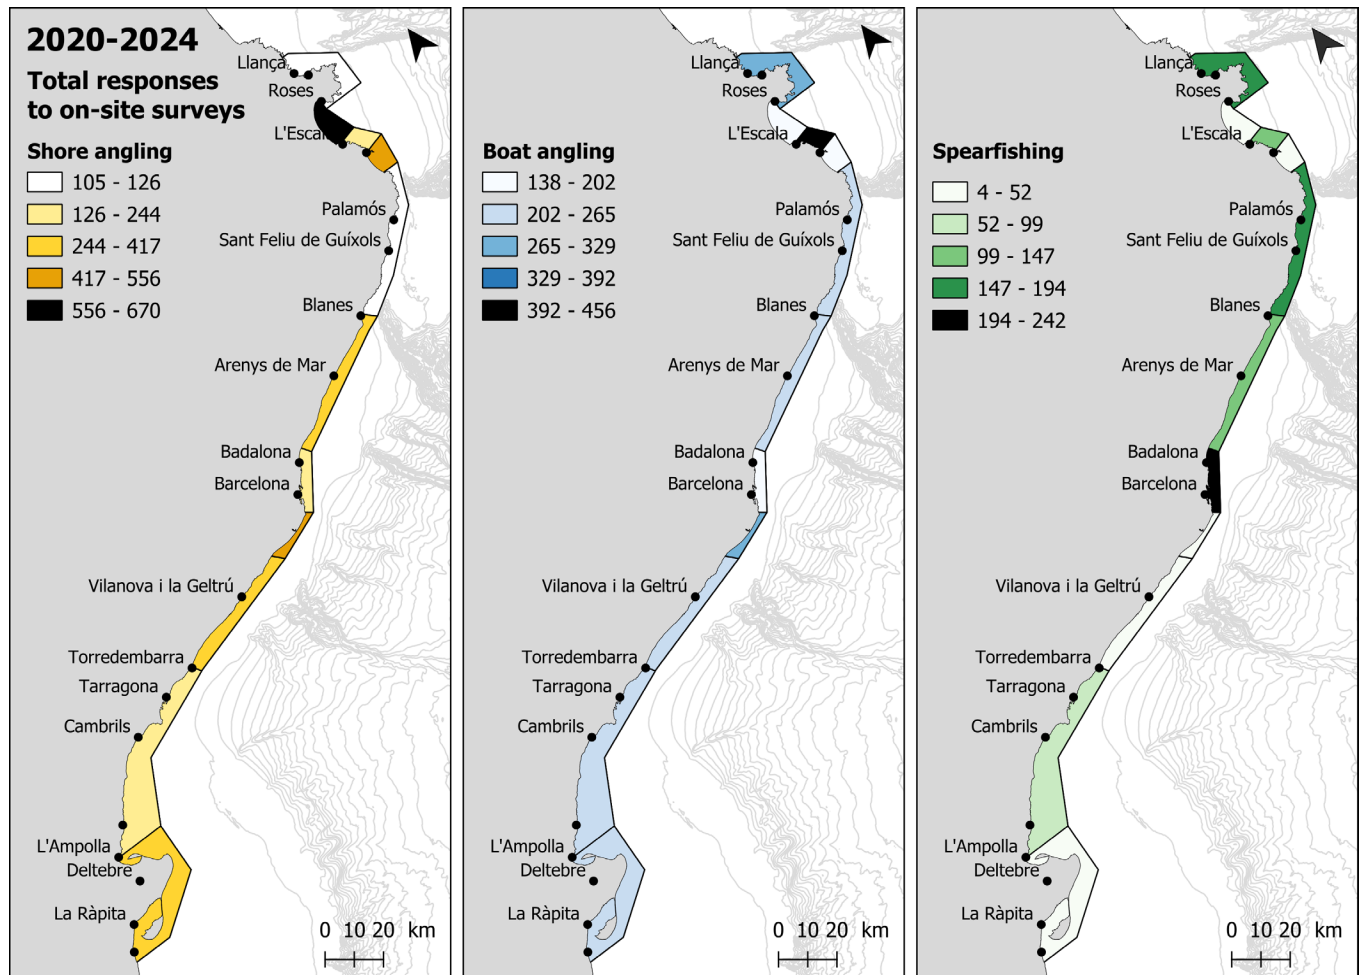 2020-2024
Total responses
to on-site surveys
Shore angling
105 - 126
126 - 244
244 - 417
417 - 556
556 - 670
Llançà
Roses
L'Escala
Palamós
Sant Feliu de Guíxols
Blanes
Arenys de Mar
Badalona
Barcelona
Vilanova i la Geltrú
Torredembarra
Tarragona
Cambrils
L'Ampolla
Deltebre
La Ràpita
0 10 20 km
Boat angling
138 - 202
202 - 265
265 - 329
329 - 392
392 - 456
Llançà
Roses
L'Escala
Palamós
Sant Feliu de Guíxols
Blanes
Arenys de Mar
Badalona
Barcelona
Vilanova i la Geltrú
Torredembarra
Tarragona
Cambrils
L'Ampolla
Deltebre
La Ràpita
0 10 20 km
Spearfishing
4 - 52
52 - 99
99 - 147
147 - 194
194 - 242
Llançà
Roses
L'Escala
Palamós
Sant Feliu de Guíxols
Blanes
Arenys de Mar
Badalona
Barcelona
Vilanova i la Geltrú
Torredembarra
Tarragona
Cambrils
L'Ampolla
Deltebre
La Ràpita
0 10 20 km